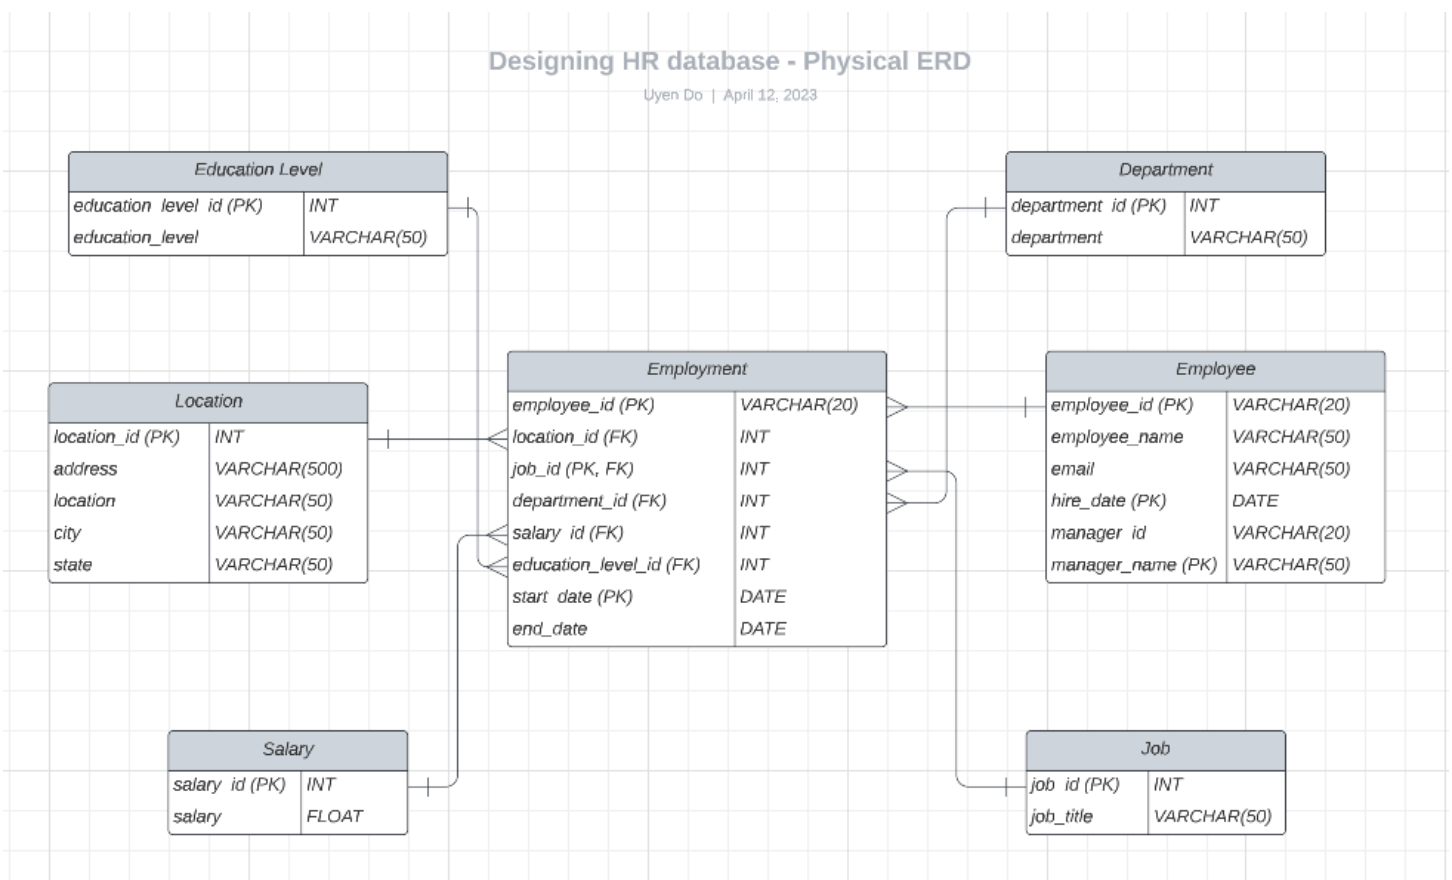 Designing HR database - Physical ERD
Uyen Do | April 12, 2023
Education Level
education_level_id (PK) INT
education_level VARCHAR(50)
Department
department_id (PK) INT
department VARCHAR(50)
Location
location_id (PK) INT
address VARCHAR(500)
location VARCHAR(50)
city VARCHAR(50)
state VARCHAR(50)
Employment
employee_id (PK) VARCHAR(20)
location_id (FK) INT
job_id (PK, FK) INT
department_id (FK) INT
salary_id (FK) INT
education_level_id (FK) INT
start_date (PK) DATE
end_date DATE
Employee
employee_id (PK) VARCHAR(20)
employee_name VARCHAR(50)
email VARCHAR(50)
hire_date (PK) DATE
manager_id VARCHAR(20)
manager_name (PK) VARCHAR(50)
Salary
salary_id (PK) INT
salary FLOAT
Job
job_id (PK) INT
job_title VARCHAR(50)